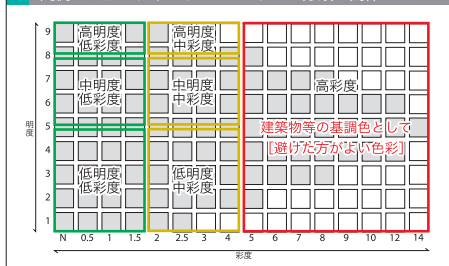 9
8
7
6
5
4
3
2
1
明度
高明度
低彩度
高明度
中彩度
中明度
低彩度
中明度
中彩度
高彩度
建築物等の基調色として
[避けた方がよい色彩]
低明度
低彩度
低明度
中彩度
N 0.5 1 1.5 2 2.5 3 4 5 6 7 8 9 10 12 14
彩度